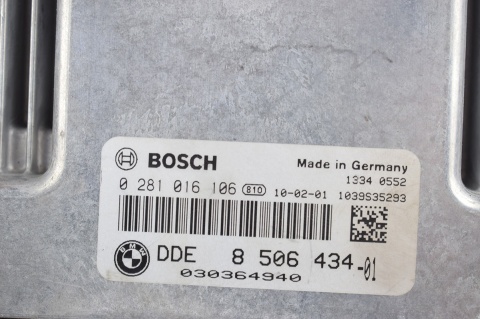 BOSCH Made in Germany
1334 0552
0 281 016 106 810 10-02-01 1039S35293
BMW DDE 8 506 434-01
030364940